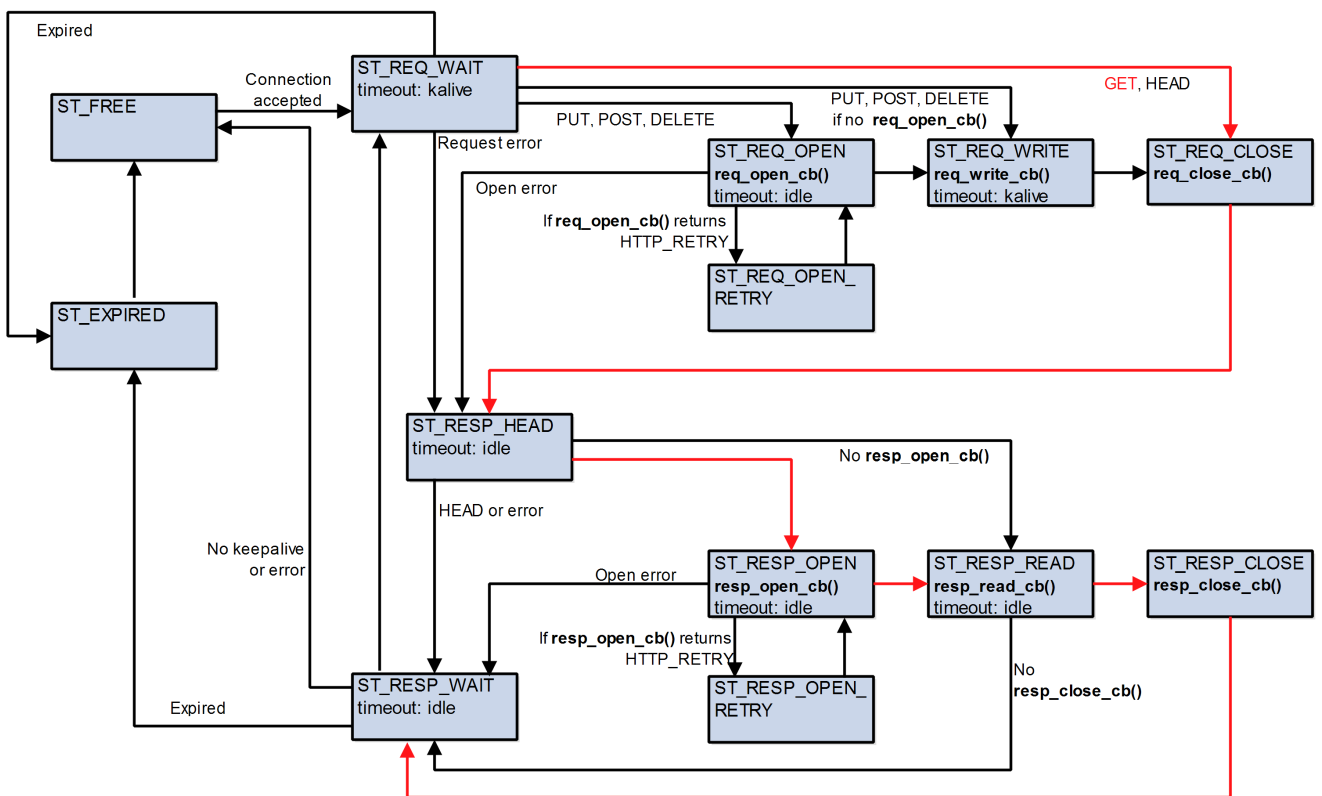 Expired
ST_REQ_WAIT
timeout: kalive
Connection
accepted
ST_FREE
GET, HEAD
PUT, POST, DELETE
if no req_open_cb()
PUT, POST, DELETE
Request error
ST_REQ_OPEN
req_open_cb()
timeout: idle
ST_REQ_WRITE
req_write_cb()
timeout: kalive
ST_REQ_CLOSE
req_close_cb()
Open error
If req_open_cb() returns
HTTP_RETRY
ST_REQ_OPEN_
RETRY
ST_EXPIRED
ST_RESP_HEAD
timeout: idle
No resp_open_cb()
HEAD or error
No keepalive
or error
ST_RESP_OPEN
resp_open_cb()
timeout: idle
ST_RESP_READ
resp_read_cb()
timeout: idle
ST_RESP_CLOSE
resp_close_cb()
Open error
If resp_open_cb() returns
HTTP_RETRY
ST_RESP_OPEN_
RETRY
No
resp_close_cb()
ST_RESP_WAIT
timeout: idle
Expired